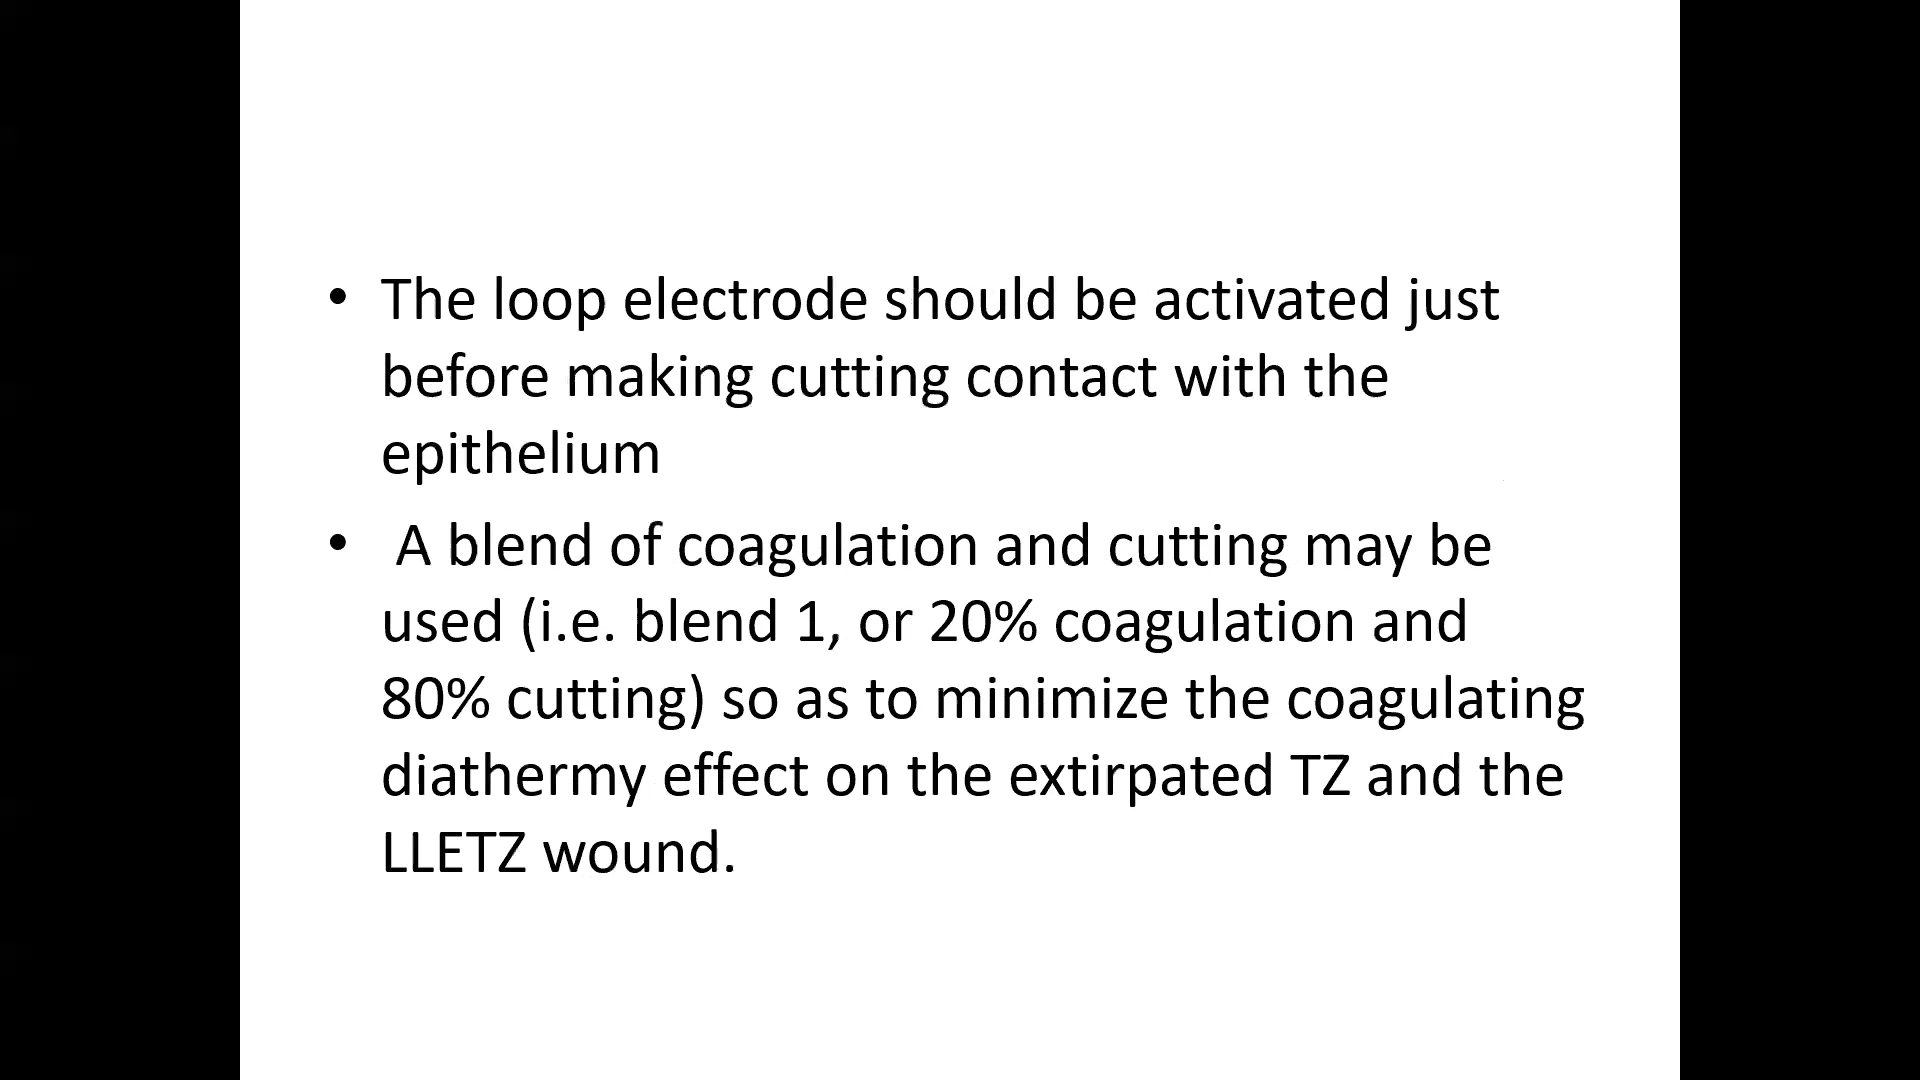 • The loop electrode should be activated just
before making cutting contact with the
epithelium
• A blend of coagulation and cutting may be
used (i.e. blend 1, or 20% coagulation and
80% cutting) so as to minimize the coagulating
diathermy effect on the extirpated TZ and the
LLETZ wound.